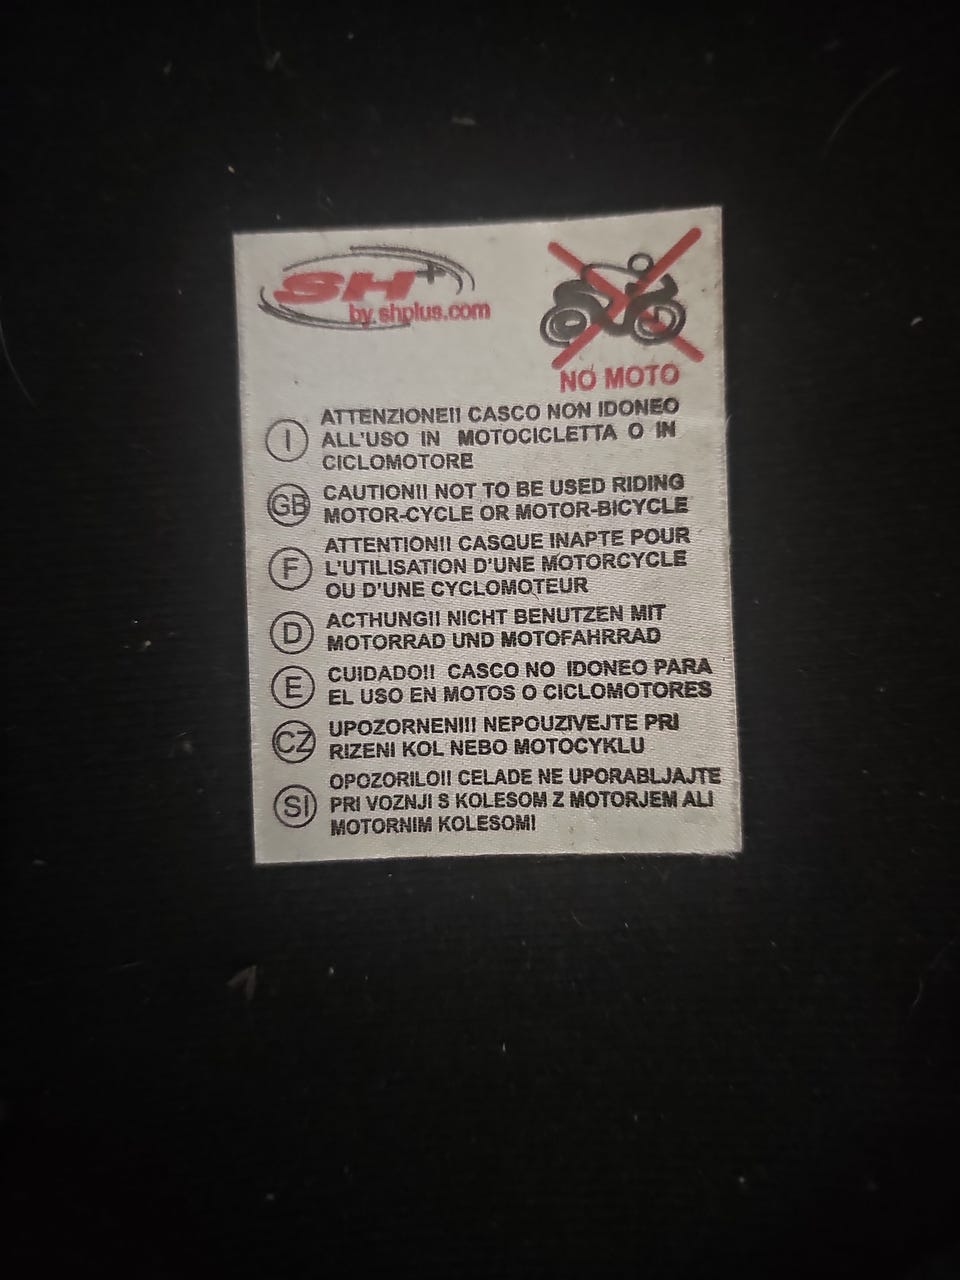 SH+
by shplus.com
NO MOTO
I
ATTENZIONE!! CASCO NON IDONEO
ALL'USO IN MOTOCICLETTA O IN
CICLOMOTORE
GB
CAUTION!! NOT TO BE USED RIDING
MOTOR-CYCLE OR MOTOR-BICYCLE
F
ATTENTION!! CASQUE INAPTE POUR
L'UTILISATION D'UNE MOTORCYCLE
OU D'UNE CYCLOMOTEUR
D
ACTHUNG!! NICHT BENUTZEN MIT
MOTORRAD UND MOTOFAHRRAD
E
CUIDADO!! CASCO NO IDONEO PARA
EL USO EN MOTOS O CICLOMOTORES
CZ
UPOZORNENI!! NEPOUZIVEJTE PRI
RIZENI KOL NEBO MOTOCYKLU
SI
OPOZORILO!! CELADE NE UPORABLJAJTE
PRI VOZNJI S KOLESOM Z MOTORJEM ALI
MOTORNIM KOLESOM!